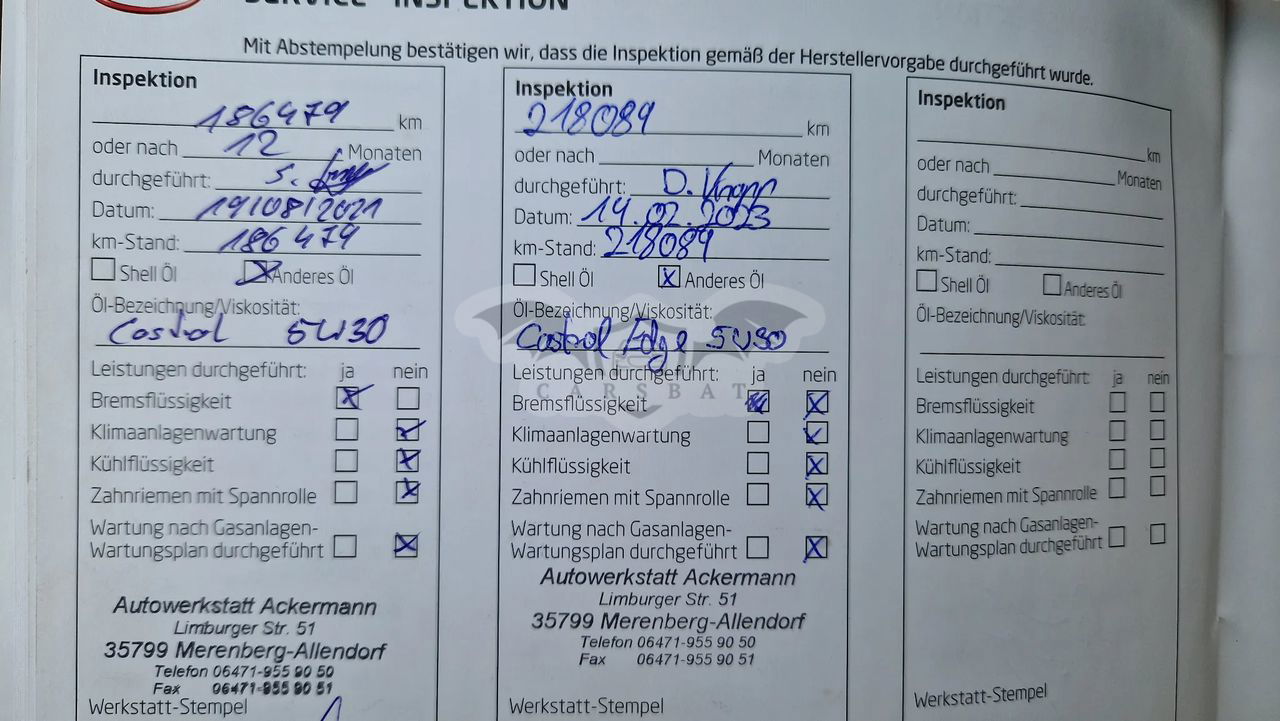 SERVICE - INSPEKTION
Mit Abstempelung bestätigen wir, dass die Inspektion gemäß der Herstellervorgabe durchgeführt wurde.
Inspektion
186479 km
oder nach 12 Monaten
durchgeführt: S.
Datum: 19/08/2021
km-Stand: 186 479
Shell Öl Anderes Öl
Öl-Bezeichnung/Viskosität:
Castrol 5W30
Leistungen durchgeführt: ja nein
Bremsflüssigkeit
Klimaanlagenwartung
Kühlflüssigkeit
Zahnriemen mit Spannrolle
Wartung nach Gasanlagen-
Wartungsplan durchgeführt
Autowerkstatt Ackermann
Limburger Str. 51
35799 Merenberg-Allendorf
Telefon 06471-955 90 50
Fax 06471-955 90 51
Werkstatt-Stempel
Inspektion
218089 km
oder nach Monaten
durchgeführt: D. Knapp
Datum: 14.02.2023
km-Stand: 218089
Shell Öl Anderes Öl
Öl-Bezeichnung/Viskosität:
Castrol Edge 5W30
Leistungen durchgeführt: ja nein
CARSBAT
Bremsflüssigkeit
Klimaanlagenwartung
Kühlflüssigkeit
Zahnriemen mit Spannrolle
Wartung nach Gasanlagen-
Wartungsplan durchgeführt
Autowerkstatt Ackermann
Limburger Str. 51
35799 Merenberg-Allendorf
Telefon 06471-955 90 50
Fax 06471-955 90 51
Werkstatt-Stempel
Inspektion
km
oder nach Monaten
durchgeführt:
Datum:
km-Stand:
Shell Öl Anderes Öl
Öl-Bezeichnung/Viskosität:
Leistungen durchgeführt: ja nein
Bremsflüssigkeit
Klimaanlagenwartung
Kühlflüssigkeit
Zahnriemen mit Spannrolle
Wartung nach Gasanlagen-
Wartungsplan durchgeführt
Werkstatt-Stempel